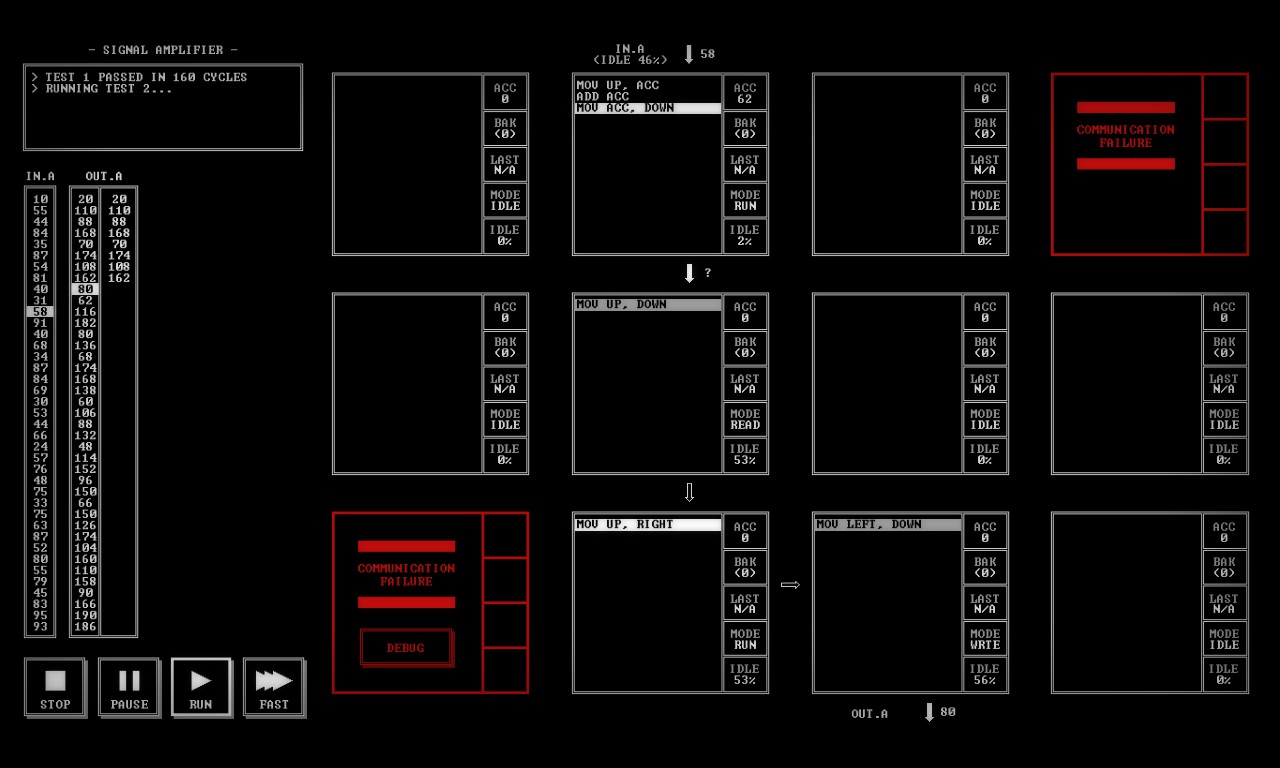 - SIGNAL AMPLIFIER -
> TEST 1 PASSED IN 160 CYCLES
> RUNNING TEST 2...
IN.A OUT.A
10 20 20
55 110 110
44 88 88
84 168 168
35 70 70
87 174 174
54 108 108
81 162 162
40 80
31 62
58 116
91 182
40 80
68 136
34 68
87 174
84 168
69 138
30 60
53 106
44 88
66 132
24 48
57 114
76 152
48 96
75 150
33 66
75 150
63 126
87 174
52 104
80 160
55 110
79 158
45 90
83 166
95 190
93 186
STOP
PAUSE
RUN
FAST
IN.A
(IDLE 46%)
58
ACC
0
BAK
(0)
LAST
N/A
MODE
IDLE
IDLE
0%
MOV UP, ACC
ADD ACC
MOV ACC, DOWN
ACC
62
BAK
(0)
LAST
N/A
MODE
RUN
IDLE
2%
ACC
0
BAK
(0)
LAST
N/A
MODE
IDLE
IDLE
0%
COMMUNICATION
FAILURE
?
ACC
0
BAK
(0)
LAST
N/A
MODE
IDLE
IDLE
0%
MOV UP, DOWN
ACC
0
BAK
(0)
LAST
N/A
MODE
READ
IDLE
53%
ACC
0
BAK
(0)
LAST
N/A
MODE
IDLE
IDLE
0%
ACC
0
BAK
(0)
LAST
N/A
MODE
IDLE
IDLE
0%
COMMUNICATION
FAILURE
DEBUG
MOV UP, RIGHT
ACC
0
BAK
(0)
LAST
N/A
MODE
RUN
IDLE
53%
MOV LEFT, DOWN
ACC
0
BAK
(0)
LAST
N/A
MODE
WRTE
IDLE
56%
ACC
0
BAK
(0)
LAST
N/A
MODE
IDLE
IDLE
0%
OUT.A
80